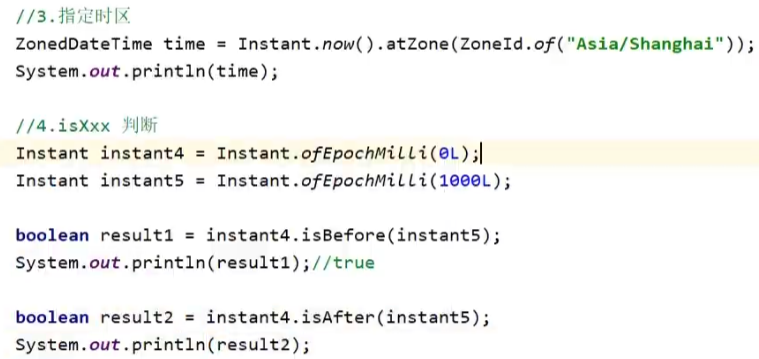 //3.指定时区
ZonedDateTime time = Instant.now().atZone(ZoneId.of("Asia/Shanghai"));
System.out.println(time);
//4.isXxx 判断
Instant instant4 = Instant.ofEpochMilli(0L);
Instant instant5 = Instant.ofEpochMilli(1000L);
boolean result1 = instant4.isBefore(instant5);
System.out.println(result1);//true
boolean result2 = instant4.isAfter(instant5);
System.out.println(result2);